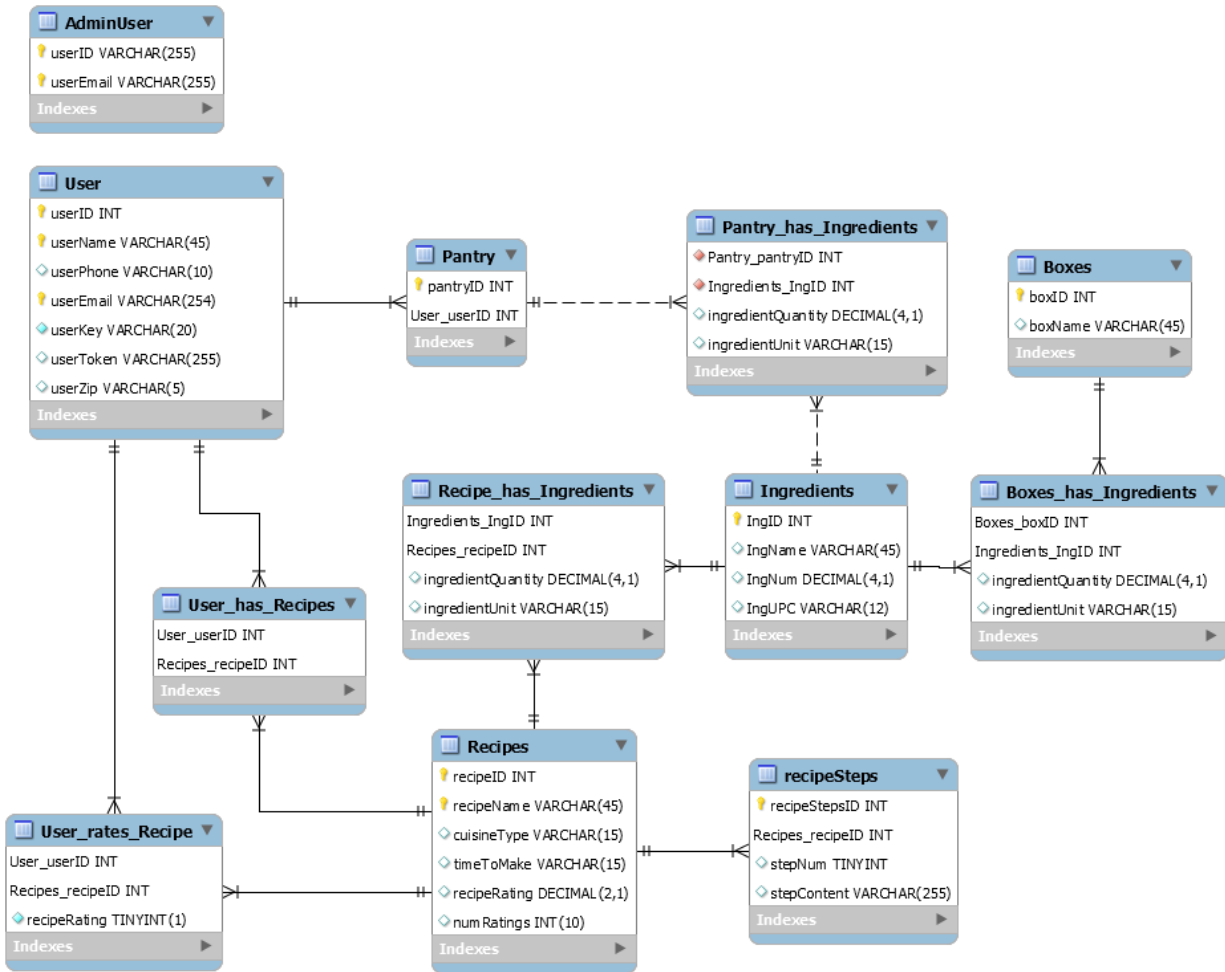 AdminUser
userID VARCHAR(255)
userEmail VARCHAR(255)
Indexes
User
userID INT
userName VARCHAR(45)
userPhone VARCHAR(10)
userEmail VARCHAR(254)
userKey VARCHAR(20)
userToken VARCHAR(255)
userZip VARCHAR(5)
Indexes
Pantry
pantryID INT
User_userID INT
Indexes
Pantry_has_Ingredients
Pantry_pantryID INT
Ingredients_IngID INT
ingredientQuantity DECIMAL(4,1)
ingredientUnit VARCHAR(15)
Indexes
Boxes
boxID INT
boxName VARCHAR(45)
Indexes
Recipe_has_Ingredients
Ingredients_IngID INT
Recipes_recipeID INT
ingredientQuantity DECIMAL(4,1)
ingredientUnit VARCHAR(15)
Indexes
Ingredients
IngID INT
IngName VARCHAR(45)
IngNum DECIMAL(4,1)
IngUPC VARCHAR(12)
Indexes
Boxes_has_Ingredients
Boxes_boxID INT
Ingredients_IngID INT
ingredientQuantity DECIMAL(4,1)
ingredientUnit VARCHAR(15)
Indexes
User_has_Recipes
User_userID INT
Recipes_recipeID INT
Indexes
Recipes
recipeID INT
recipeName VARCHAR(45)
cuisineType VARCHAR(15)
timeToMake VARCHAR(15)
recipeRating DECIMAL(2,1)
numRatings INT(10)
Indexes
recipeSteps
recipeStepsID INT
Recipes_recipeID INT
stepNum TINYINT
stepContent VARCHAR(255)
Indexes
User_rates_Recipe
User_userID INT
Recipes_recipeID INT
recipeRating TINYINT(1)
Indexes